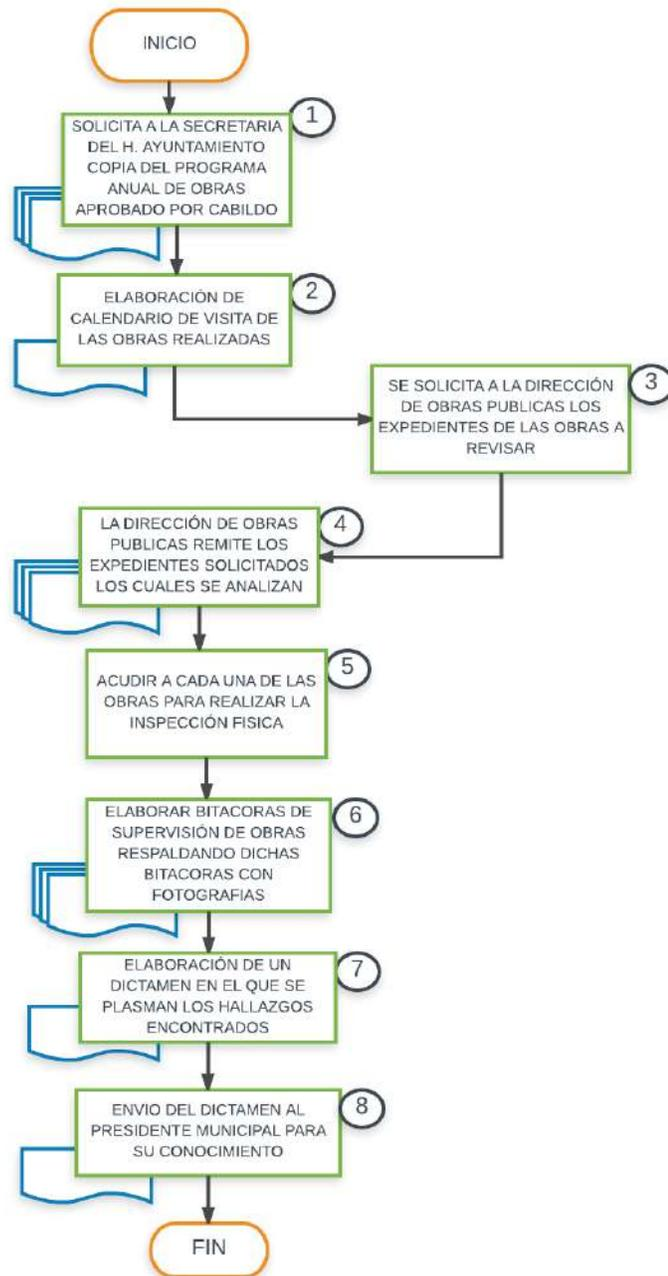 INICIO
1
SOLICITA A LA SECRETARIA
DEL H. AYUNTAMIENTO
COPIA DEL PROGRAMA
ANUAL DE OBRAS
APROBADO POR CABILDO
2
ELABORACIÓN DE
CALENDARIO DE VISITA DE
LAS OBRAS REALIZADAS
3
SE SOLICITA A LA DIRECCIÓN
DE OBRAS PUBLICAS LOS
EXPEDIENTES DE LAS OBRAS A
REVISAR
4
LA DIRECCIÓN DE OBRAS
PUBLICAS REMITE LOS
EXPEDIENTES SOLICITADOS
LOS CUALES SE ANALIZAN
5
ACUDIR A CADA UNA DE LAS
OBRAS PARA REALIZAR LA
INSPECCIÓN FISICA
6
ELABORAR BITACORAS DE
SUPERVISIÓN DE OBRAS
RESPALDANDO DICHAS
BITACORAS CON
FOTOGRAFIAS
7
ELABORACIÓN DE UN
DICTAMEN EN EL QUE SE
PLASMAN LOS HALLAZGOS
ENCONTRADOS
8
ENVIO DEL DICTAMEN AL
PRESIDENTE MUNICIPAL PARA
SU CONOCIMIENTO
FIN